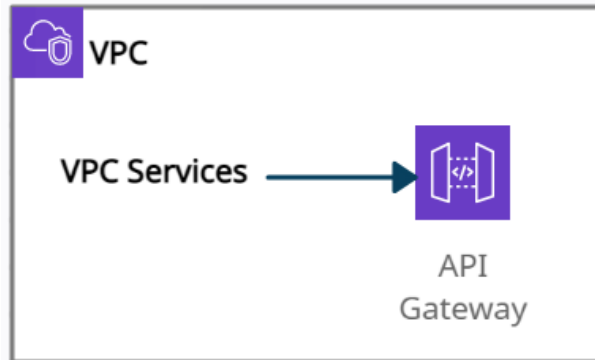 VPC
VPC Services
</>
API
Gateway